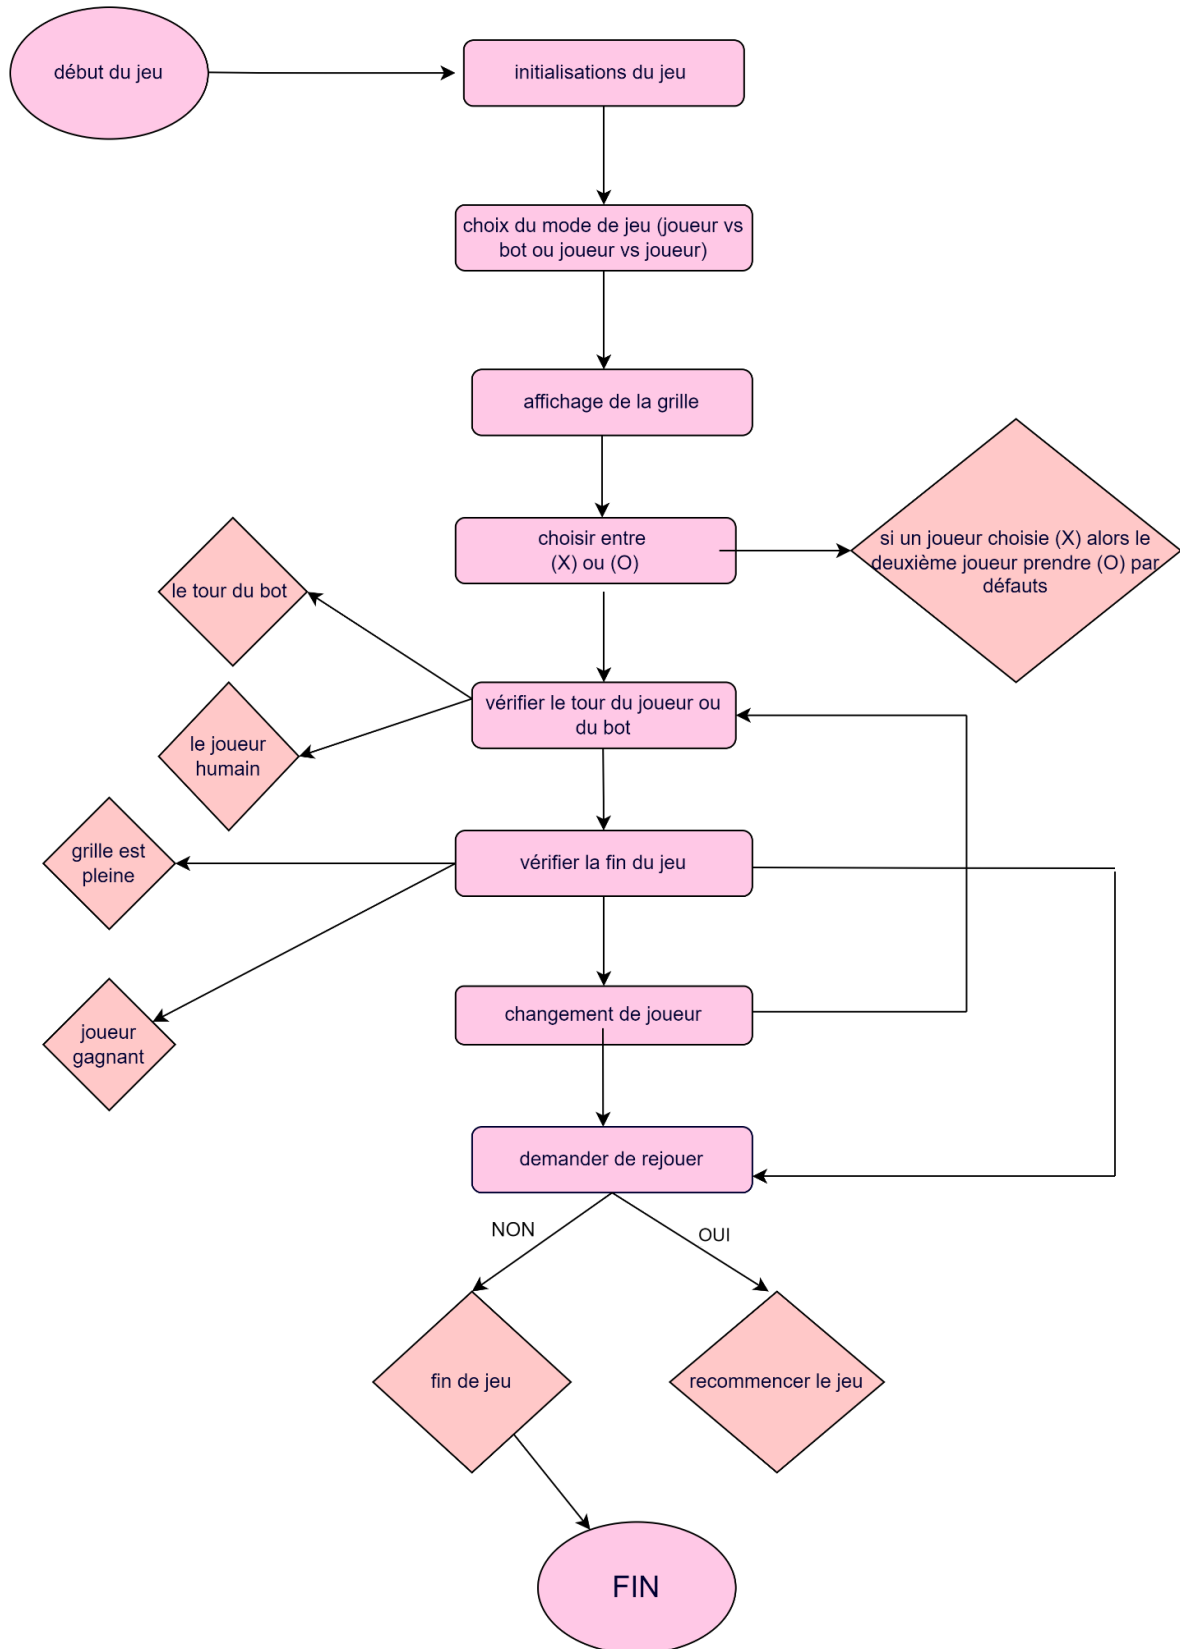 début du jeu
initialisations du jeu
choix du mode de jeu (joueur vs
bot ou joueur vs joueur)
affichage de la grille
choisir entre
(X) ou (O)
si un joueur choisie (X) alors le
deuxième joueur prendre (O) par
défauts
le tour du bot
vérifier le tour du joueur ou
du bot
le joueur
humain
grille est
pleine
vérifier la fin du jeu
joueur
gagnant
changement de joueur
demander de rejouer
NON
OUI
fin de jeu
recommencer le jeu
FIN